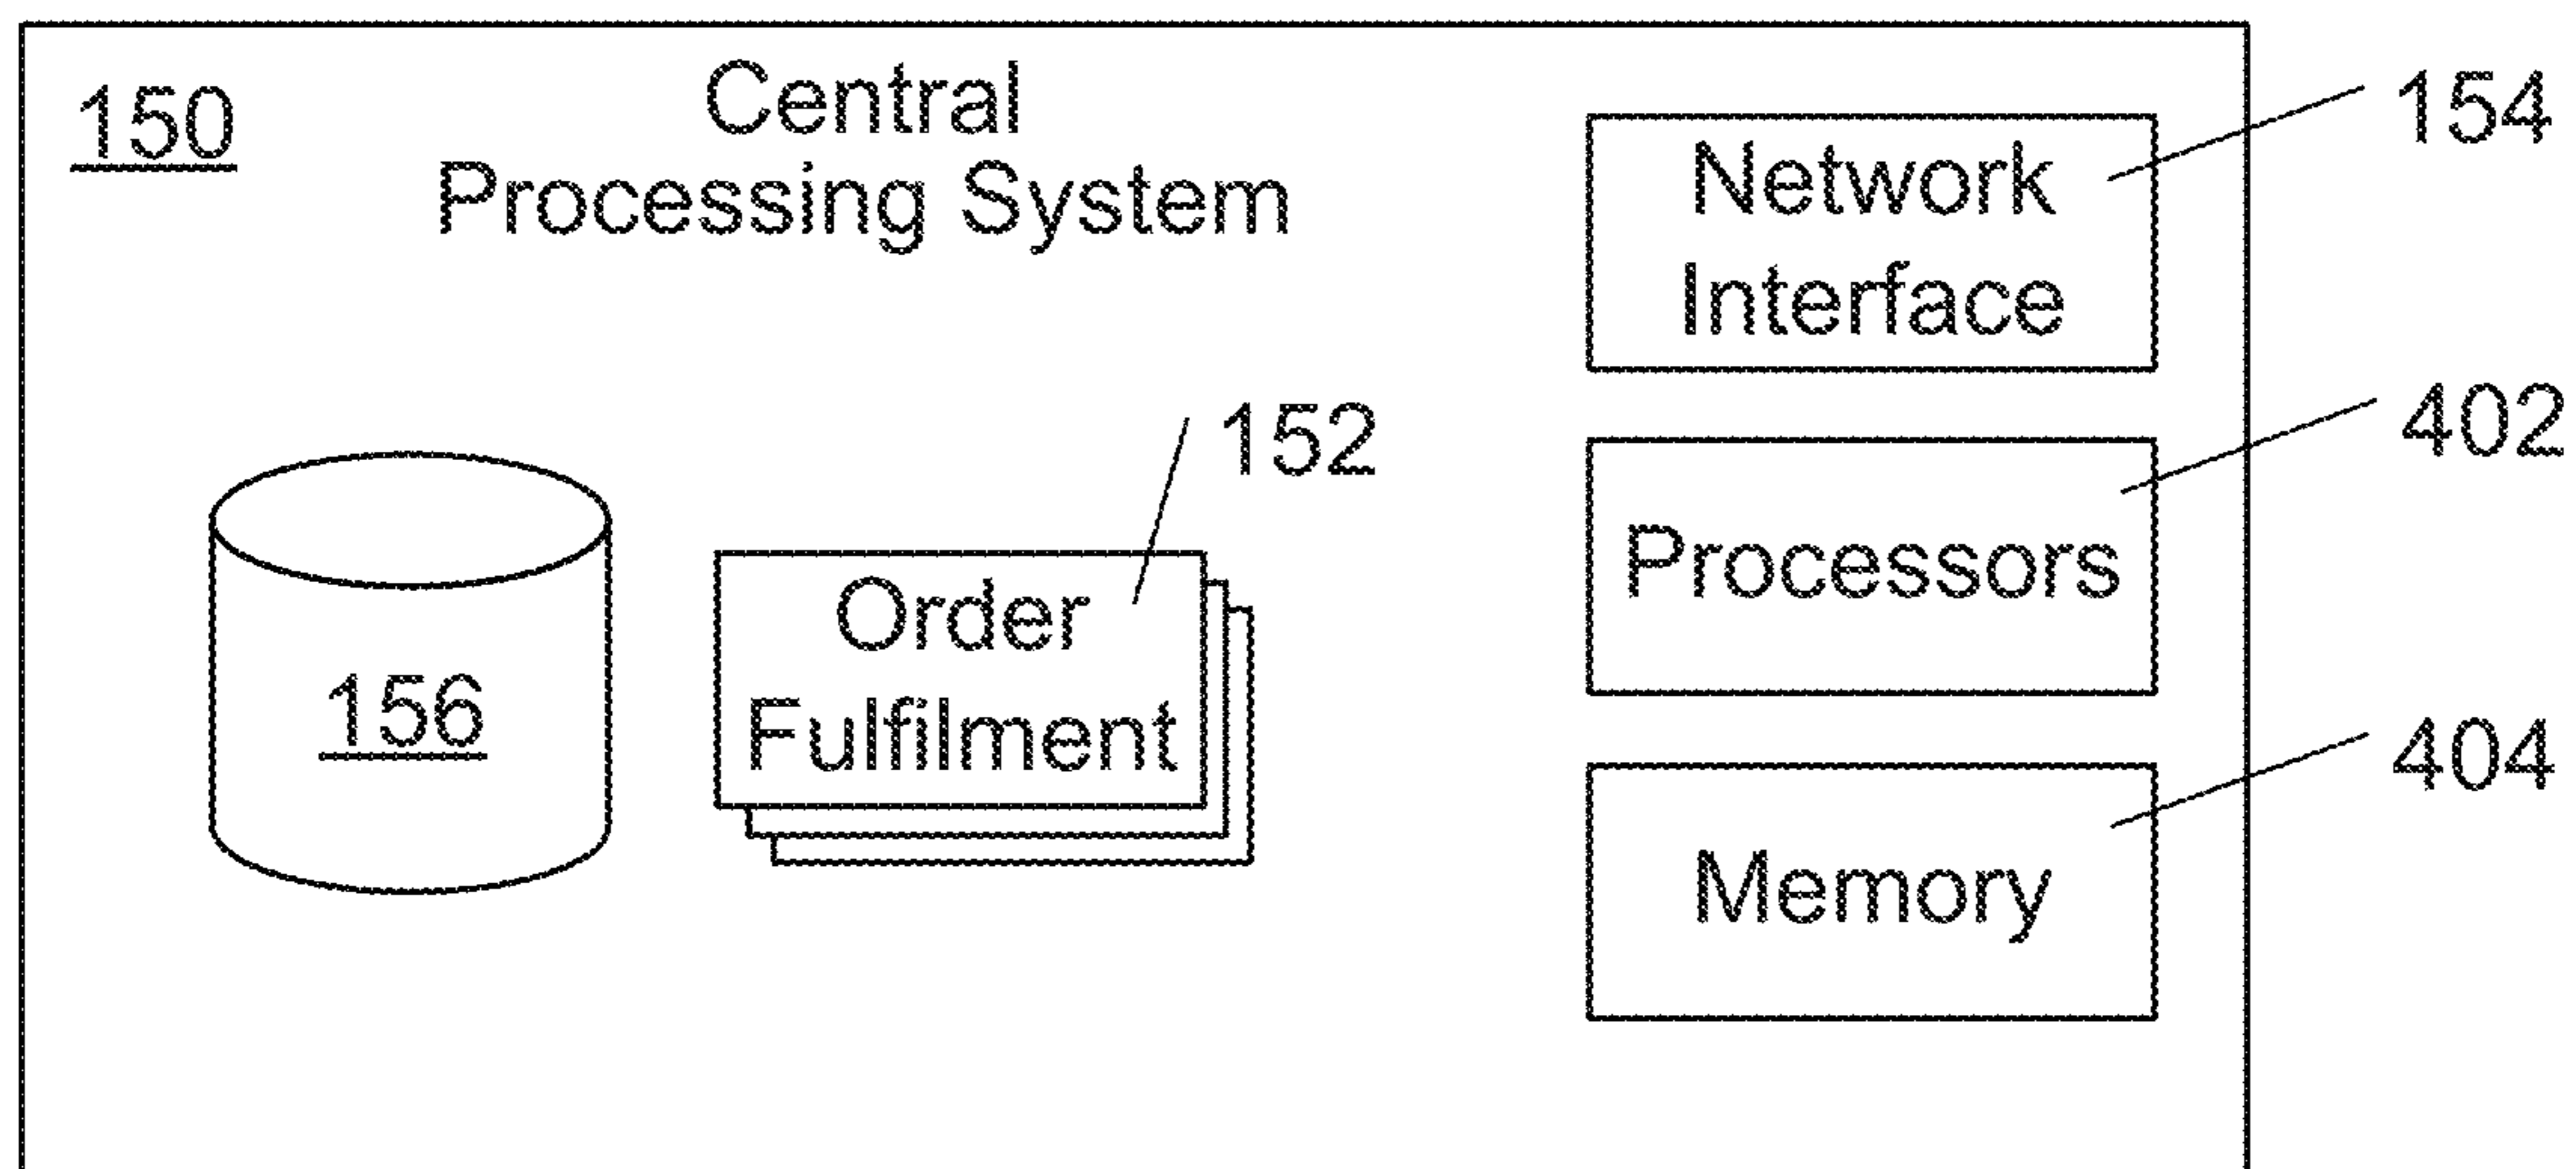 150
Central
Processing System
Network
Interface
154
152
Processors
402
156
Order
Fulfilment
Memory
404